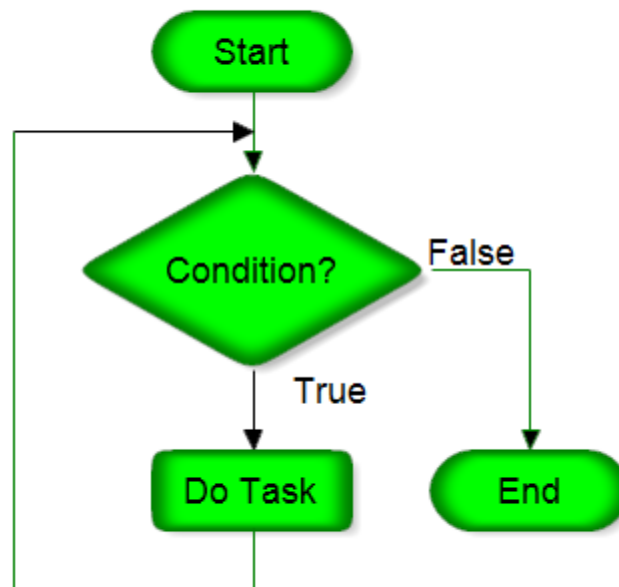 Start
Condition?
False
True
Do Task
End